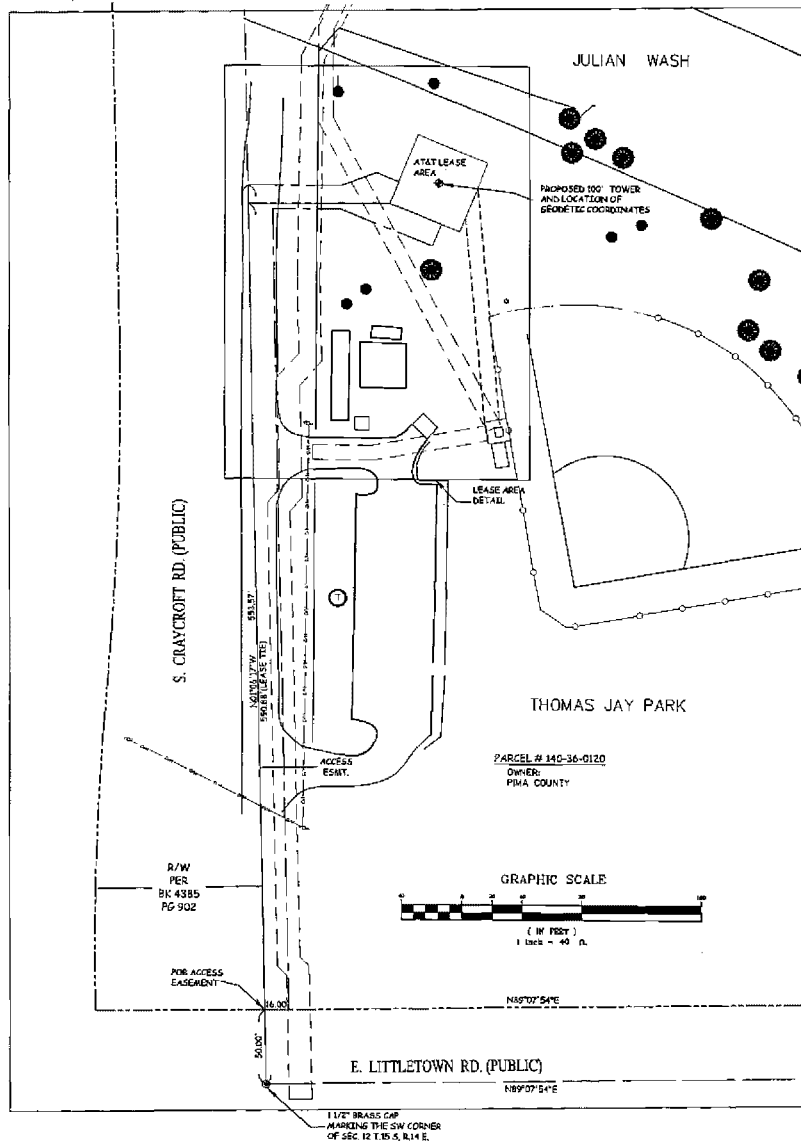 JULIAN WASH
AT&T LEASE
AREA
PROPOSED 100' TOWER
AND LOCATION OF
GEODETIC COORDINATES
LEASE AREA
DETAIL
S. CRAYCROFT RD. (PUBLIC)
553.57'
N01°06'17"W
550.88 (LEASE TIE)
T
THOMAS JAY PARK
PARCEL # 140-36-0120
OWNER:
PIMA COUNTY
ACCESS
ESMT.
R/W
PER
BK 4385
PG 902
GRAPHIC SCALE
( IN FEET )
1 inch = 40 ft.
POB ACCESS
EASEMENT
16.00'
N89°07'54"E
50.00'
E. LITTLETOWN RD. (PUBLIC)
N89°07'54"E
1 1/2" BRASS CAP
MARKING THE SW CORNER
OF SEC. 12 T.15 S, R.14 E.